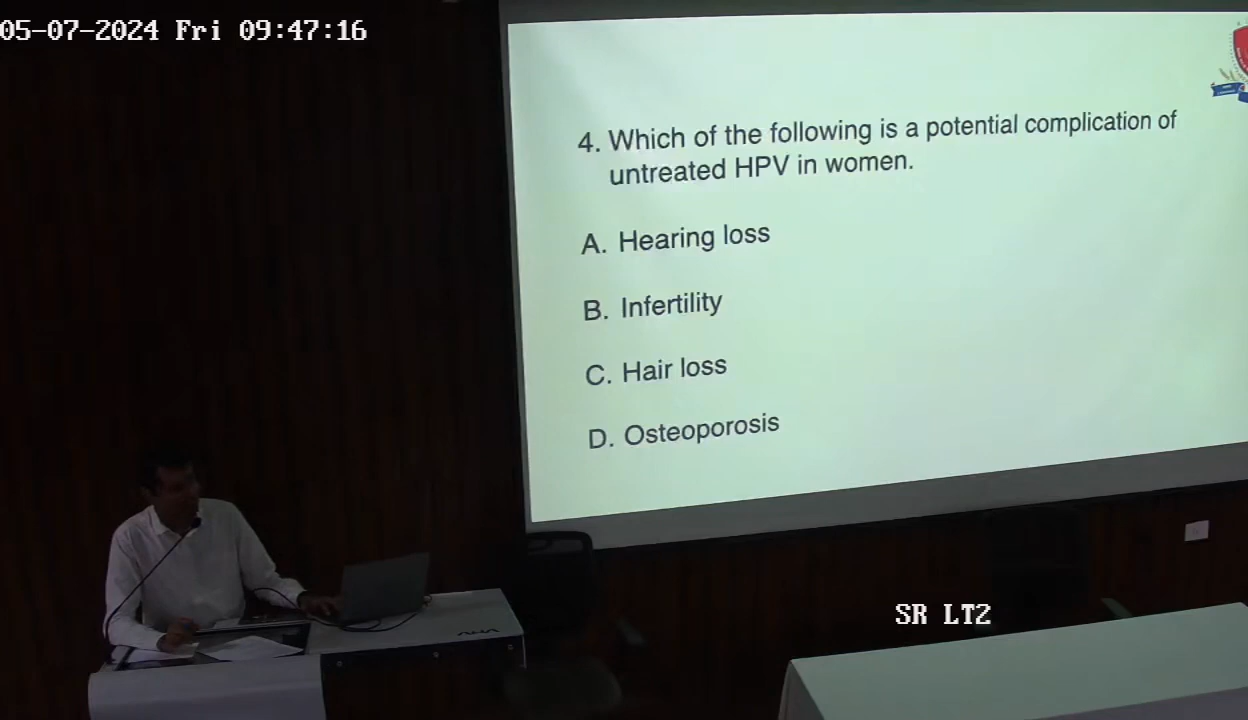 05-07-2024 Fri 09:47:16
4. Which of the following is a potential complication of
untreated HPV in women.
A. Hearing loss
B. Infertility
C. Hair loss
D. Osteoporosis
SR LT2